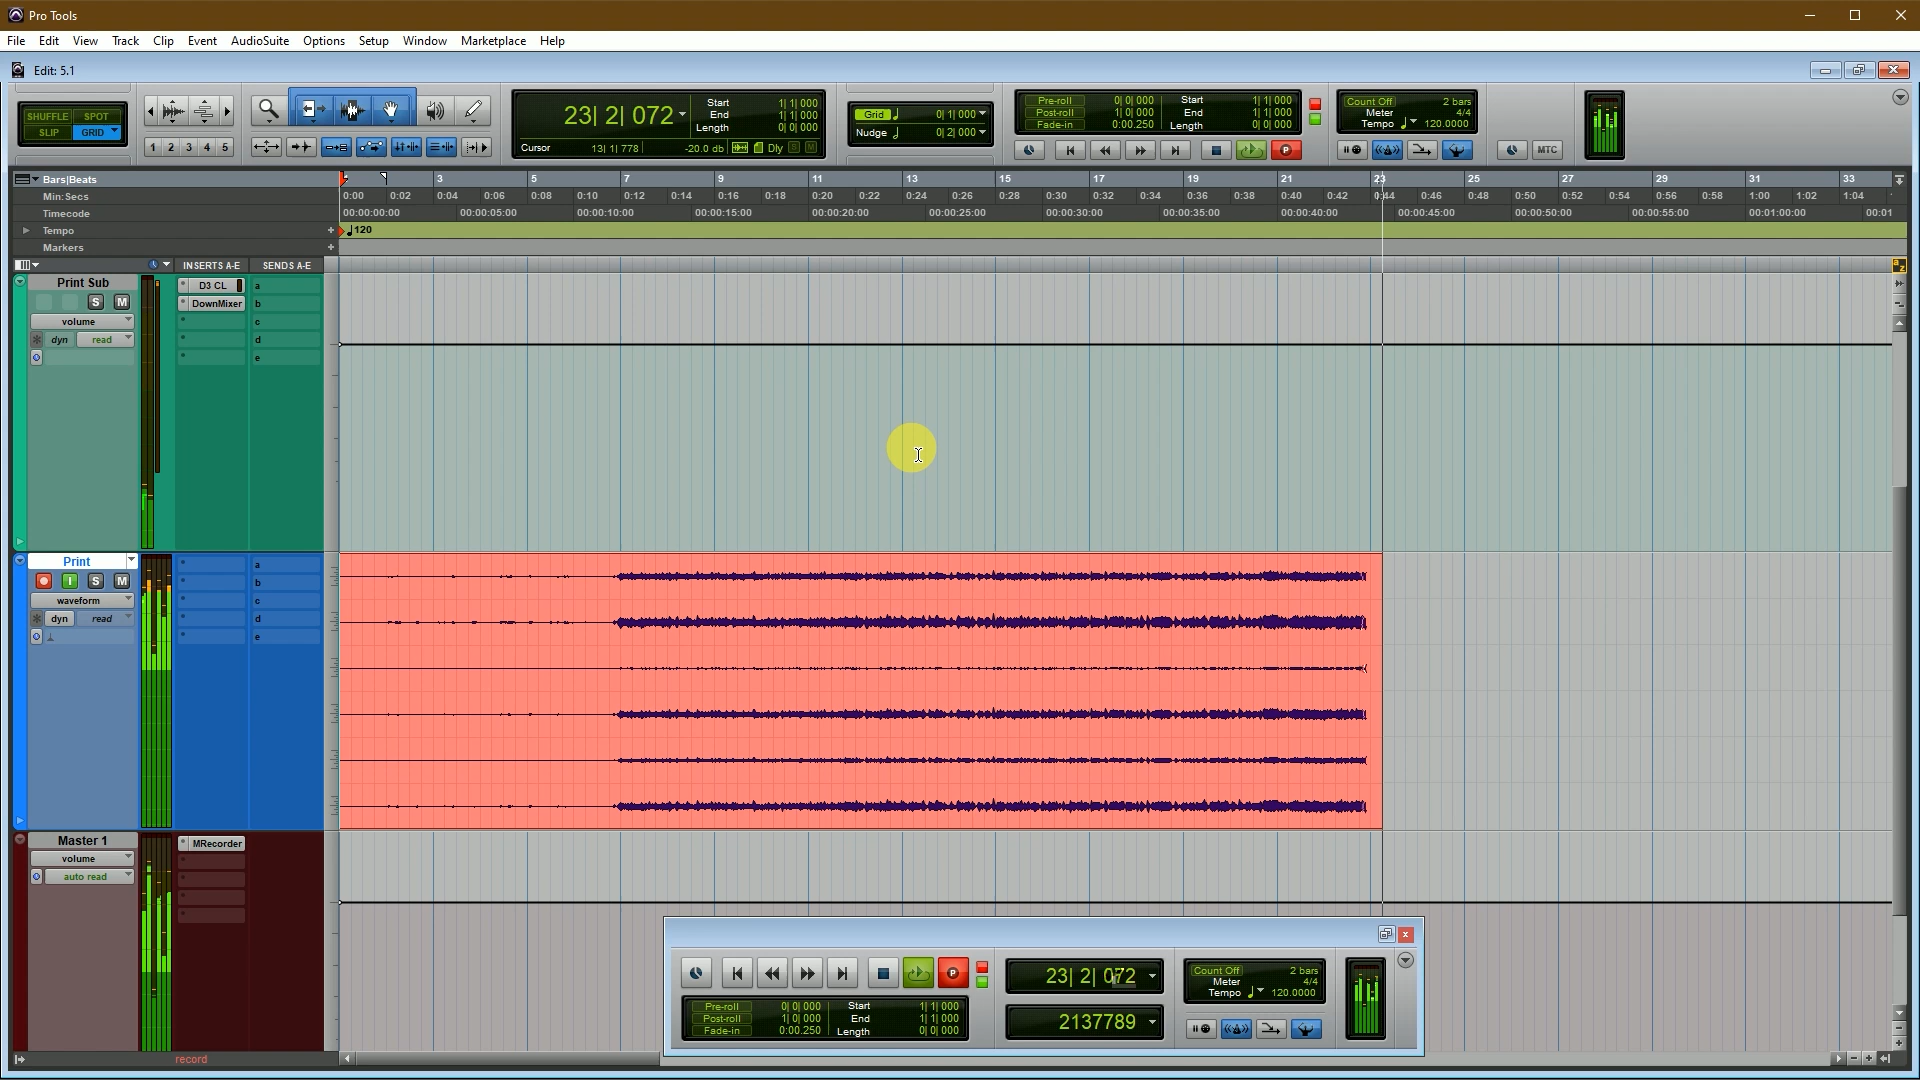 Pro Tools
File Edit View Track Clip Event AudioSuite Options Setup Window Marketplace Help
Edit: 5.1
SHUFFLE SPOT
SLIP GRID
1 2 3 4 5
23| 2| 072
Start 1| 1| 000
End 1| 1| 000
Length 0| 0| 000
Cursor 13| 1| 778 -20.0 db Dly S M
Grid 0| 1| 000
Nudge 0| 2| 000
Pre-roll 0| 0| 000 Start 1| 1| 000
Post-roll 1| 0| 000 End 1| 1| 000
Fade-in 0:00.250 Length 0| 0| 000
P
Count Off 2 bars
Meter 4/4
Tempo 120.0000
MTC
Bars|Beats 3 5 7 9 11 13 15 17 19 21 23 25 27 29 31 33
Min:Secs 0:00 0:02 0:04 0:06 0:08 0:10 0:12 0:14 0:16 0:18 0:20 0:22 0:24 0:26 0:28 0:30 0:32 0:34 0:36 0:38 0:40 0:42 0:44 0:46 0:48 0:50 0:52 0:54 0:56 0:58 1:00 1:02 1:04
Timecode 00:00:00:00 00:00:05:00 00:00:10:00 00:00:15:00 00:00:20:00 00:00:25:00 00:00:30:00 00:00:35:00 00:00:40:00 00:00:45:00 00:00:50:00 00:00:55:00 00:01:00:00 00:01
Tempo + 120
Markers +
INSERTS A-E SENDS A-E
a z
Print Sub D3 CL a
S M DownMixer b
volume c
dyn read d
e
Print a
I S M b
waveform c
dyn read d
e
Master 1 MRecorder
volume
auto read
P
23| 2| 072
2137789
Count Off 2 bars
Meter 4/4
Tempo 120.0000
Pre-roll 0| 0| 000 Start 1| 1| 000
Post-roll 1| 0| 000 End 1| 1| 000
Fade-in 0:00.250 Length 0| 0| 000
record